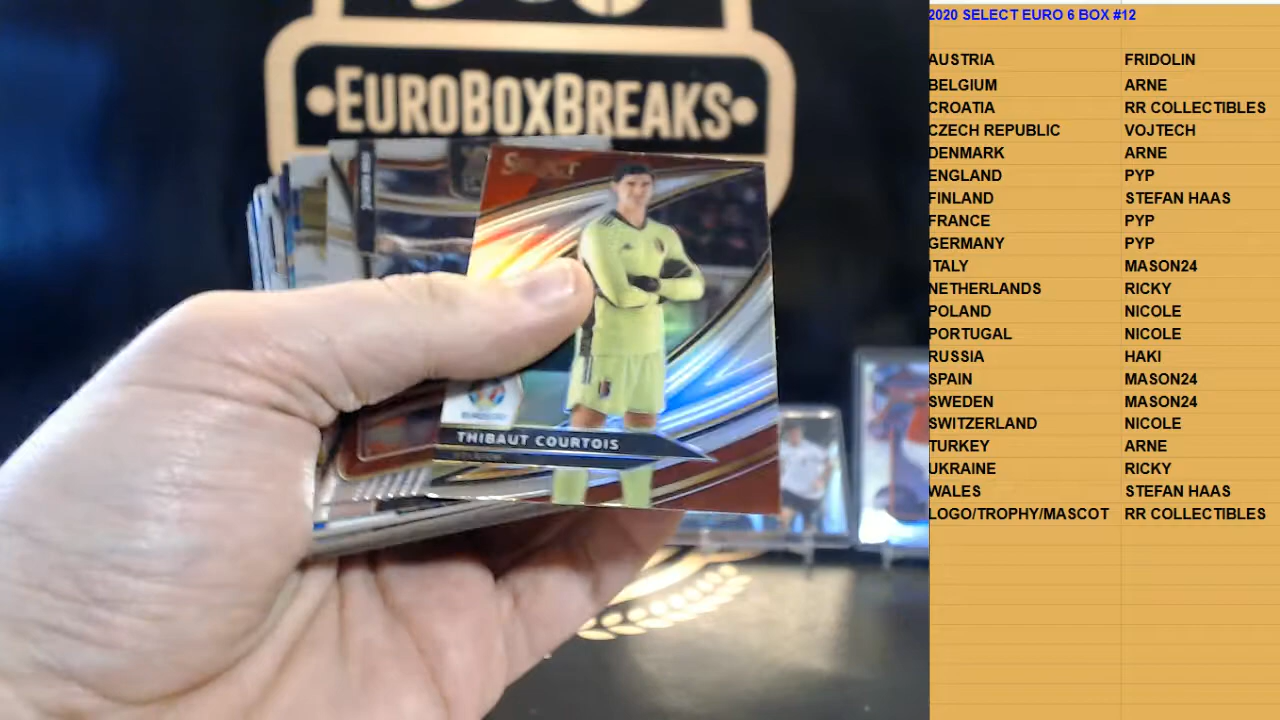 EUROBOXBREAKS
SELECT
THIBAUT COURTOIS
BELGIUM
2020 SELECT EURO 6 BOX #12
AUSTRIA FRIDOLIN
BELGIUM ARNE
CROATIA RR COLLECTIBLES
CZECH REPUBLIC VOJTECH
DENMARK ARNE
ENGLAND PYP
FINLAND STEFAN HAAS
FRANCE PYP
GERMANY PYP
ITALY MASON24
NETHERLANDS RICKY
POLAND NICOLE
PORTUGAL NICOLE
RUSSIA HAKI
SPAIN MASON24
SWEDEN MASON24
SWITZERLAND NICOLE
TURKEY ARNE
UKRAINE RICKY
WALES STEFAN HAAS
LOGO/TROPHY/MASCOT RR COLLECTIBLES